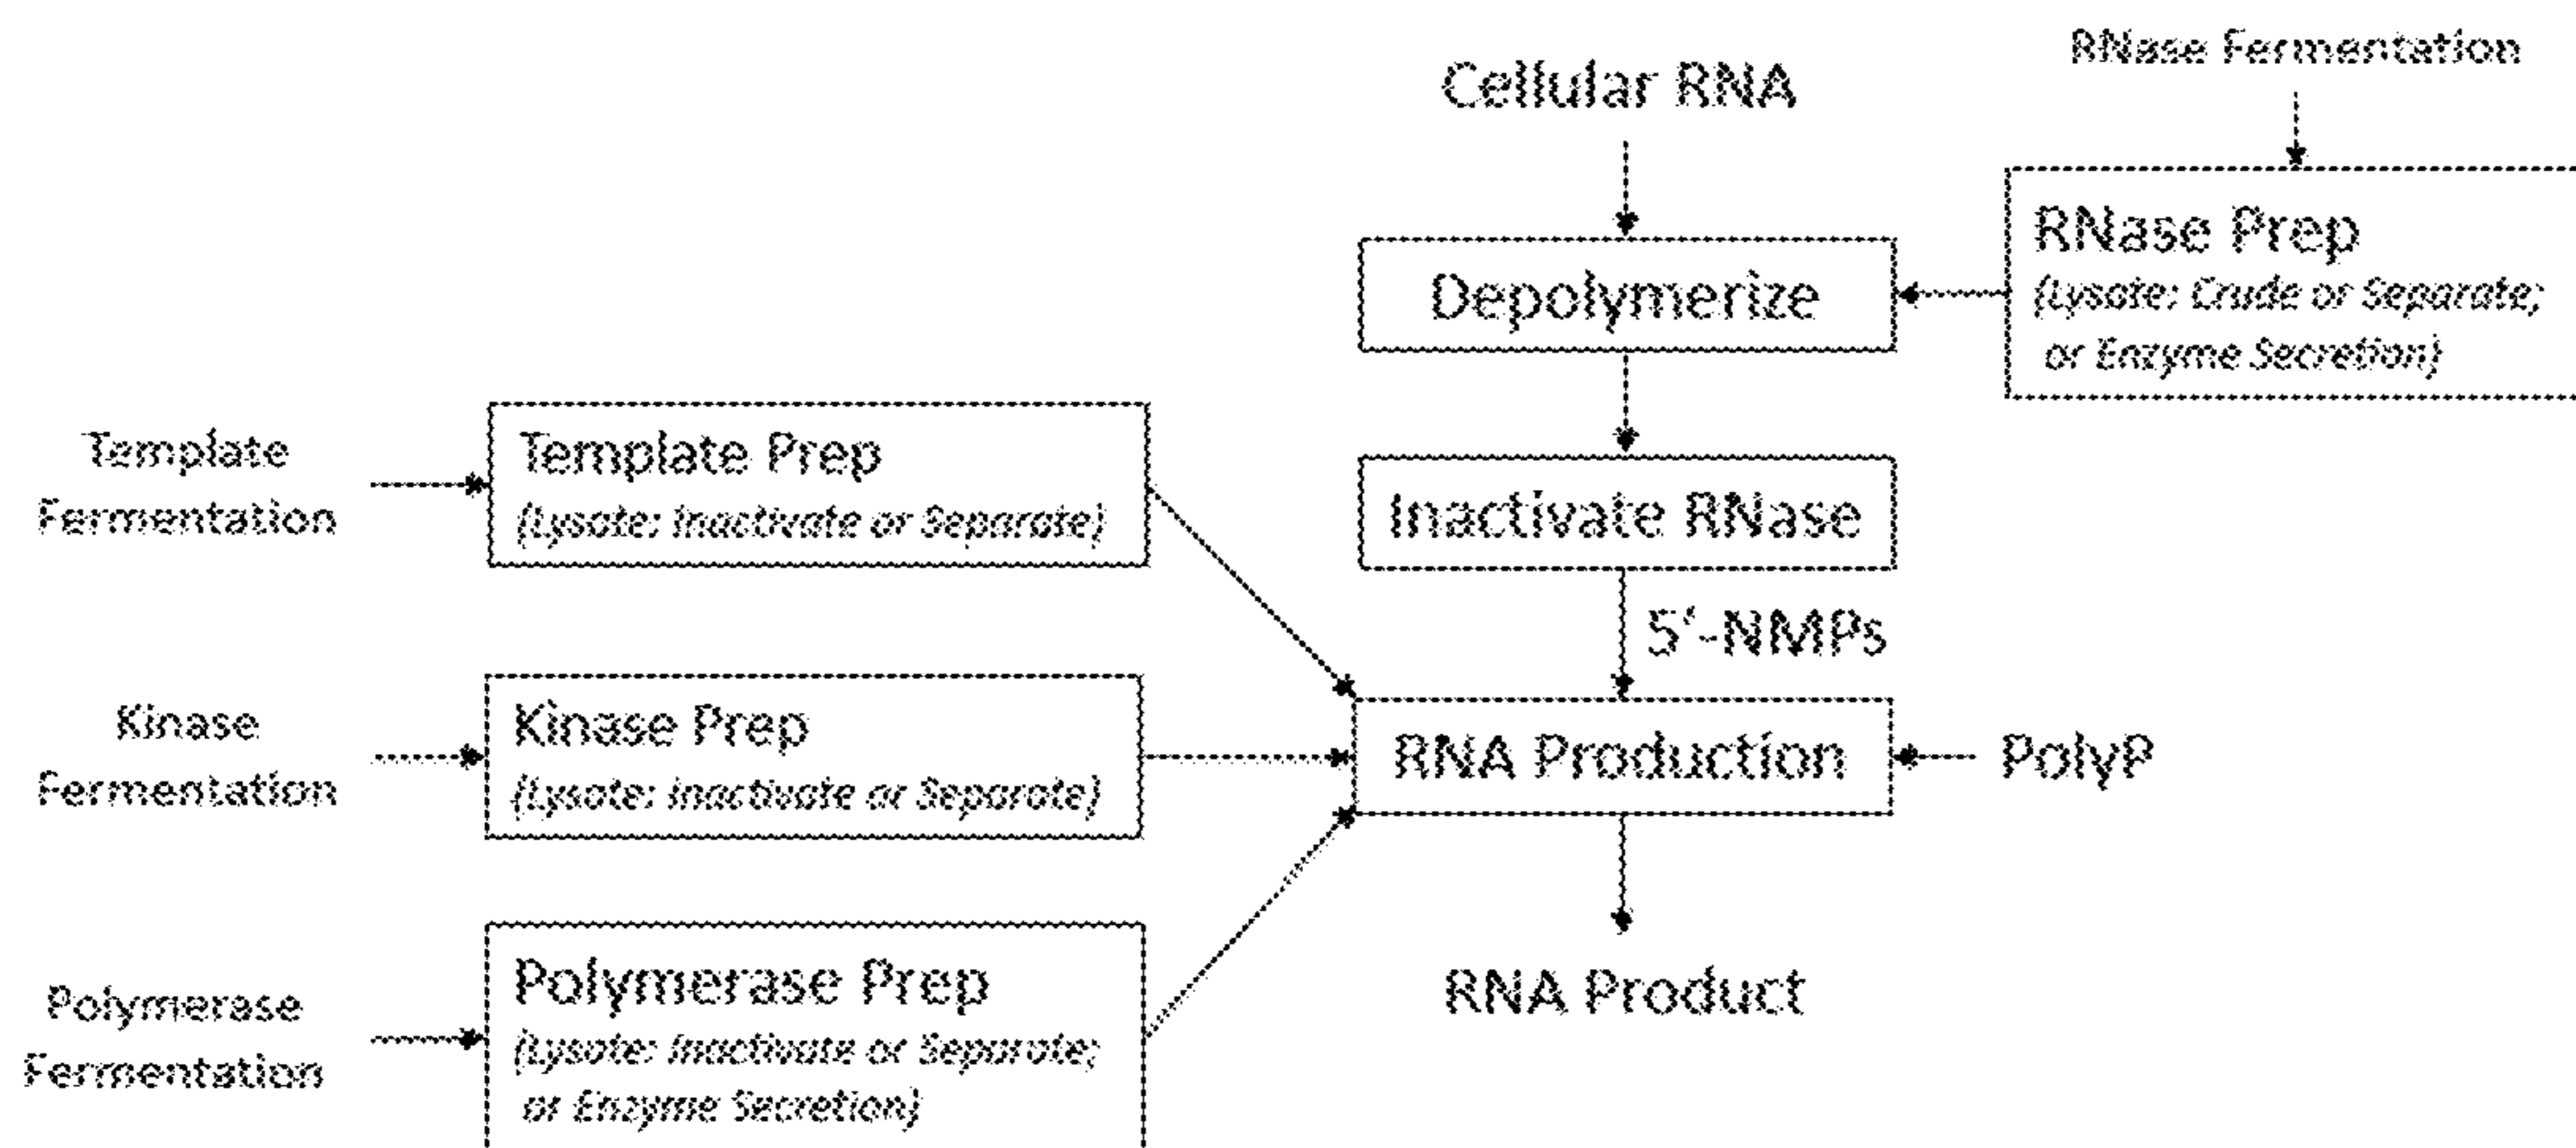 RNase Fermentation
Cellular RNA
RNase Prep
(Lysate: Crude or Separate;
or Enzyme Secretion)
Depolymerize
Template
Fermentation
Template Prep
(Lysate: Inactivate or Separate)
Inactivate RNase
5'-NMPs
Kinase
Fermentation
Kinase Prep
(Lysate: Inactivate or Separate)
RNA Production
PolyP
Polymerase
Fermentation
Polymerase Prep
(Lysate: Inactivate or Separate;
or Enzyme Secretion)
RNA Product